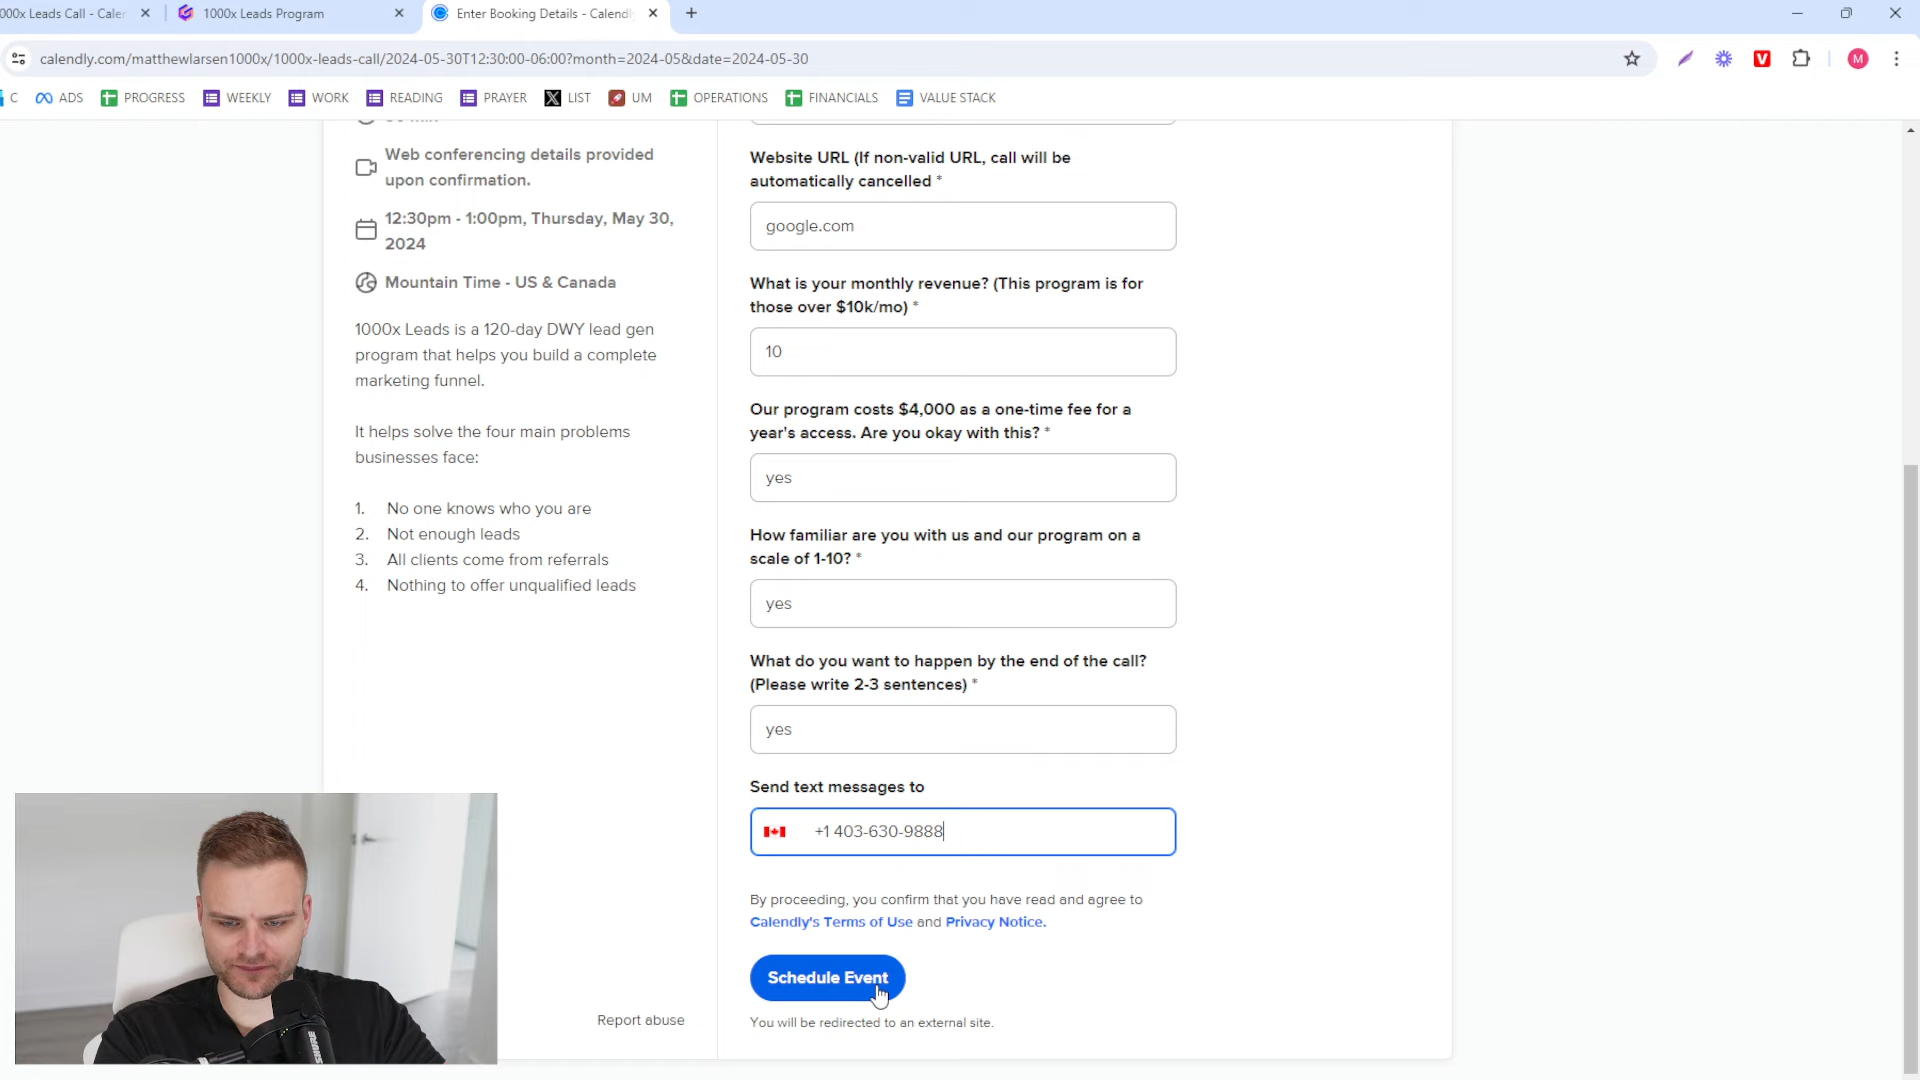 000x Leads Call - Caler
1000x Leads Program
Enter Booking Details - Calendl
calendly.com/matthewlarsen1000x/1000x-leads-call/2024-05-30T12:30:00-06:00?month=2024-05&date=2024-05-30
V
M
C
ADS
PROGRESS
WEEKLY
WORK
READING
PRAYER
LIST
UM
OPERATIONS
FINANCIALS
VALUE STACK
Web conferencing details provided
upon confirmation.
12:30pm - 1:00pm, Thursday, May 30,
2024
Mountain Time - US & Canada
1000x Leads is a 120-day DWY lead gen
program that helps you build a complete
marketing funnel.
It helps solve the four main problems
businesses face:
1. No one knows who you are
2. Not enough leads
3. All clients come from referrals
4. Nothing to offer unqualified leads
Report abuse
Website URL (If non-valid URL, call will be
automatically cancelled *
google.com
What is your monthly revenue? (This program is for
those over $10k/mo) *
10
Our program costs $4,000 as a one-time fee for a
year's access. Are you okay with this? *
yes
How familiar are you with us and our program on a
scale of 1-10? *
yes
What do you want to happen by the end of the call?
(Please write 2-3 sentences) *
yes
Send text messages to
+1 403-630-9888
By proceeding, you confirm that you have read and agree to
Calendly's Terms of Use and Privacy Notice.
Schedule Event
You will be redirected to an external site.